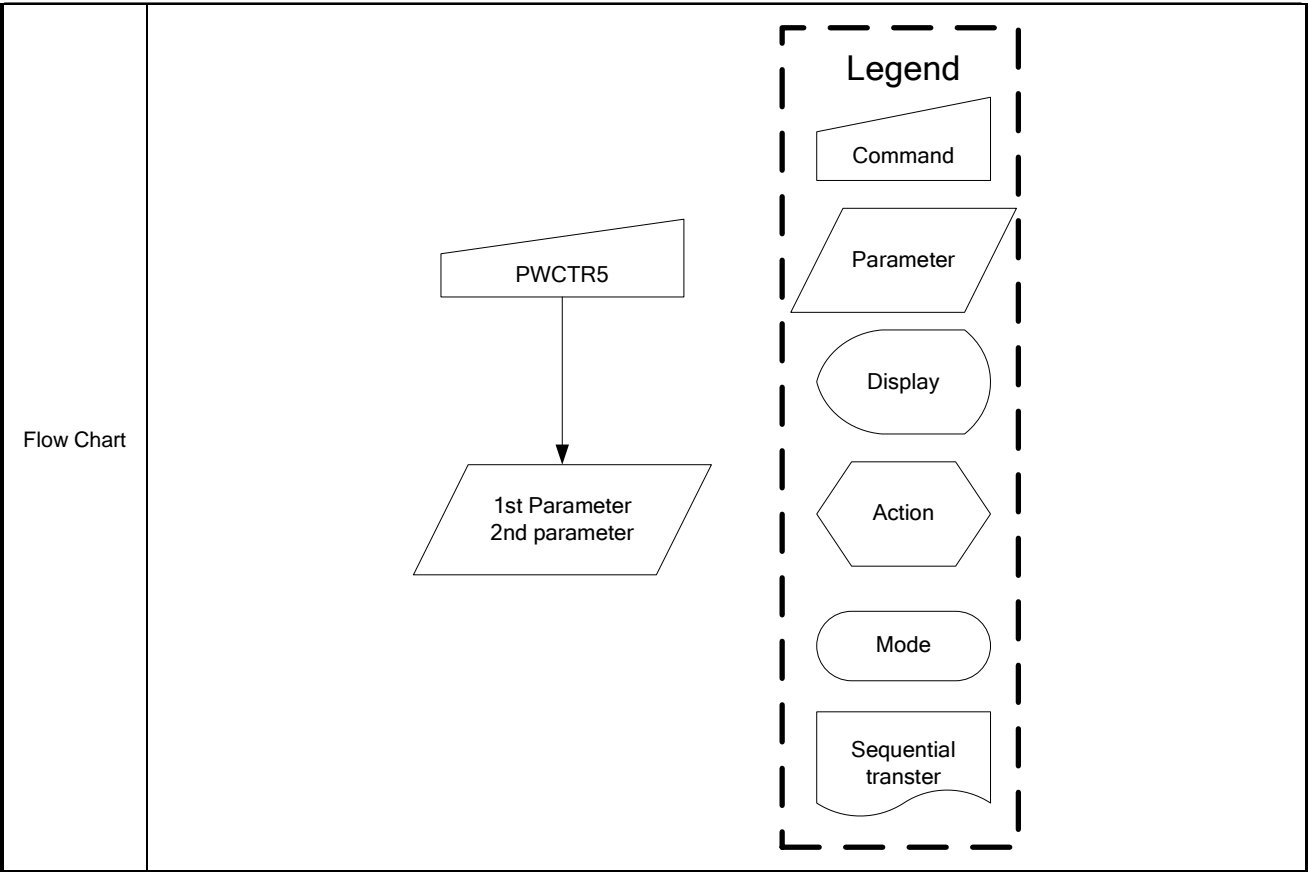 Flow Chart
PWCTR5
1st Parameter
2nd parameter
Legend
Command
Parameter
Display
Action
Mode
Sequential
transter